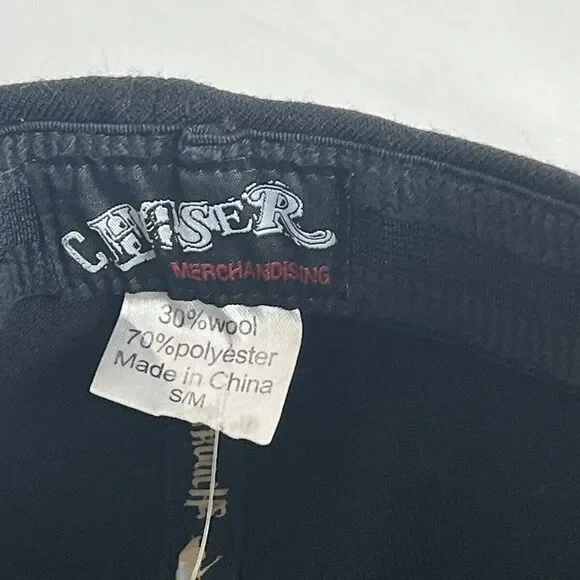 CHASER
MERCHANDISING
30%wool
70%polyester
Made in China
S/M